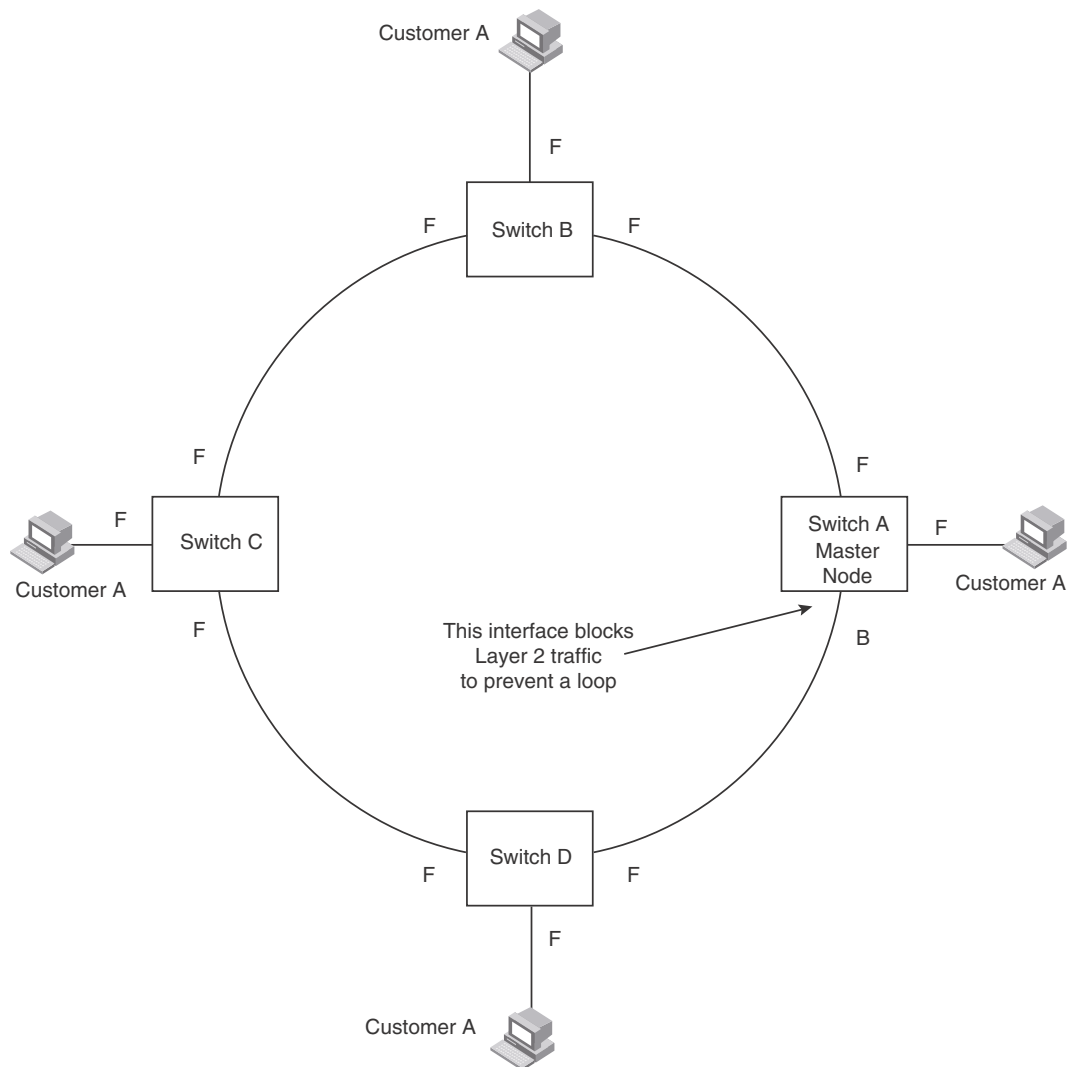 Customer A
F
F
Switch B
F
F
F
F
Switch C
Customer A
F
Switch A
Master
Node
F
Customer A
F
This interface blocks
Layer 2 traffic
to prevent a loop
B
Switch D
F
F
F
Customer A